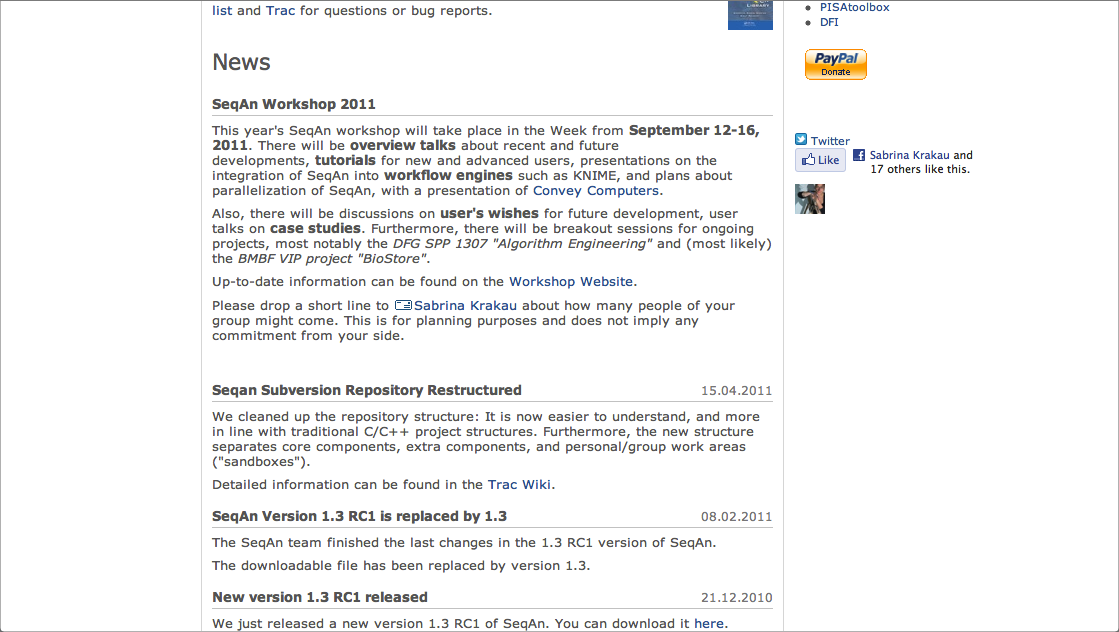 list and Trac for questions or bug reports.
LIBRARY
News
SeqAn Workshop 2011
This year's SeqAn workshop will take place in the Week from September 12-16,
2011. There will be overview talks about recent and future
developments, tutorials for new and advanced users, presentations on the
integration of SeqAn into workflow engines such as KNIME, and plans about
parallelization of SeqAn, with a presentation of Convey Computers.
Also, there will be discussions on user's wishes for future development, user
talks on case studies. Furthermore, there will be breakout sessions for ongoing
projects, most notably the DFG SPP 1307 "Algorithm Engineering" and (most likely)
the BMBF VIP project "BioStore".
Up-to-date information can be found on the Workshop Website.
Please drop a short line to Sabrina Krakau about how many people of your
group might come. This is for planning purposes and does not imply any
commitment from your side.
Seqan Subversion Repository Restructured 15.04.2011
We cleaned up the repository structure: It is now easier to understand, and more
in line with traditional C/C++ project structures. Furthermore, the new structure
separates core components, extra components, and personal/group work areas
("sandboxes").
Detailed information can be found in the Trac Wiki.
SeqAn Version 1.3 RC1 is replaced by 1.3 08.02.2011
The SeqAn team finished the last changes in the 1.3 RC1 version of SeqAn.
The downloadable file has been replaced by version 1.3.
New version 1.3 RC1 released 21.12.2010
We just released a new version 1.3 RC1 of SeqAn. You can download it here.
PISAtoolbox
DFI
PayPal
Donate
Twitter
Like
Sabrina Krakau and
17 others like this.